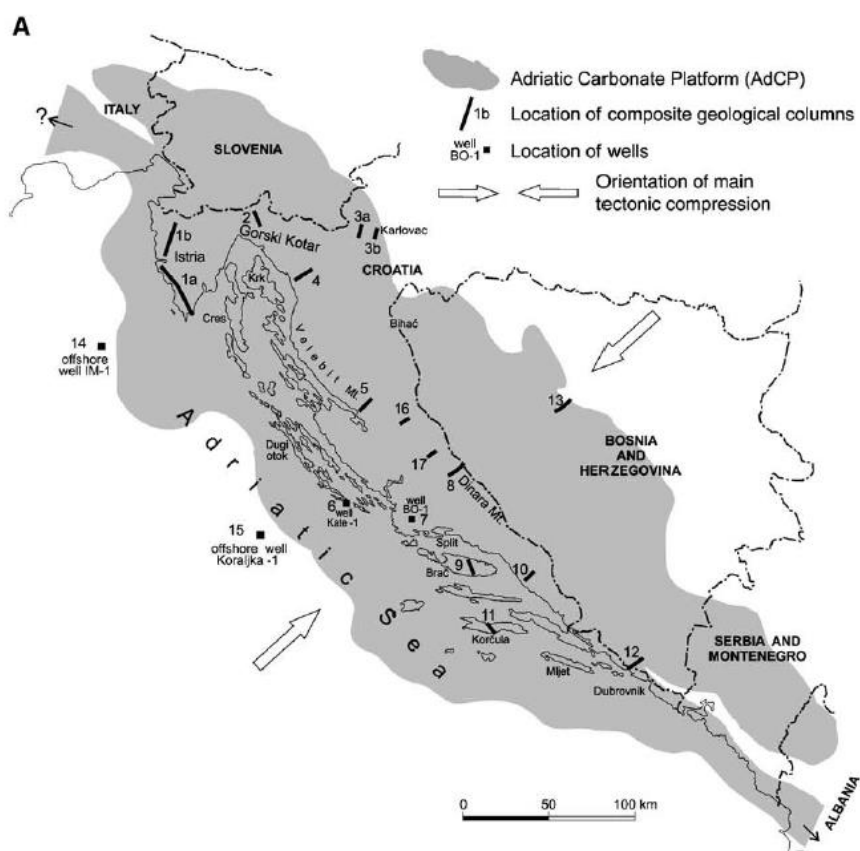 A
Adriatic Carbonate Platform (AdCP)
1b Location of composite geological columns
well
BO-1 Location of wells
Orientation of main
tectonic compression
ITALY
?
SLOVENIA
2
Gorski Kotar
3a
Karlovac
3b
CROATIA
1b
Istria
1a
Krk
4
Cres
Bihać
14
offshore
well IM-1
Velebit Mt.
5
16
13
BOSNIA
AND
HERZEGOVINA
Dugi
otok
17
8
Dinara Mt.
6
well
Kate -1
well
BO-1
7
15
offshore well
Koraljka -1
Adriatic Sea
Split
Brač
9
10
11
Korčula
Mljet
12
Dubrovnik
SERBIA AND
MONTENEGRO
0 50 100 km
ALBANIA